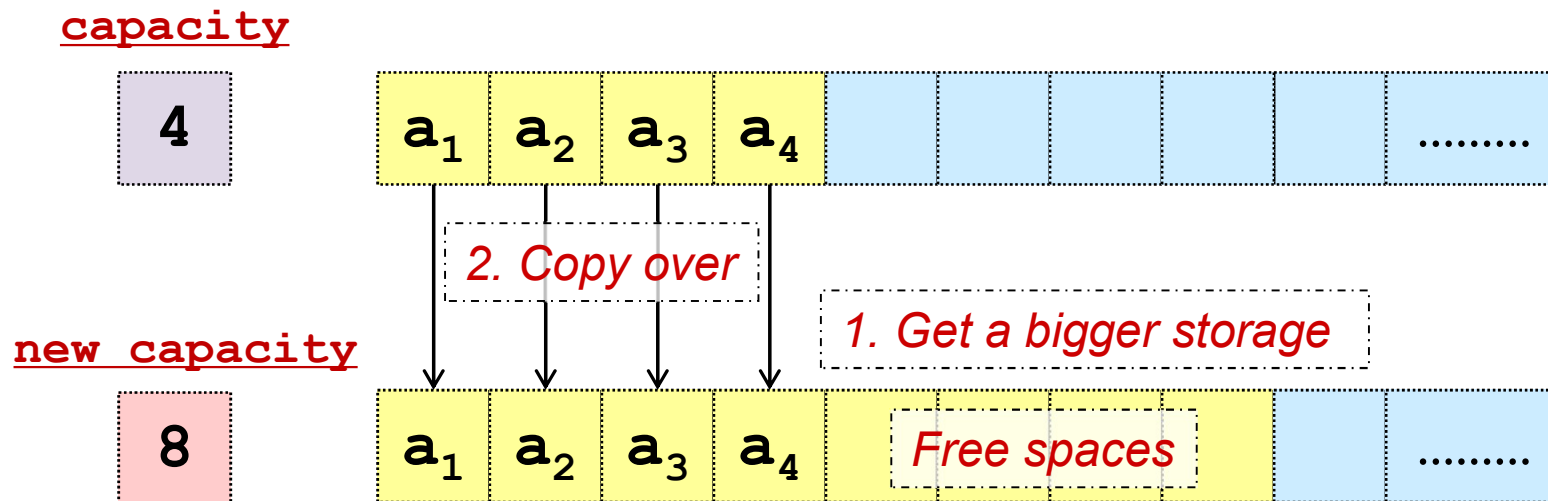 capacity
4
a1 a2 a3 a4 .........
2. Copy over
1. Get a bigger storage
new capacity
8
a1 a2 a3 a4 Free spaces .........